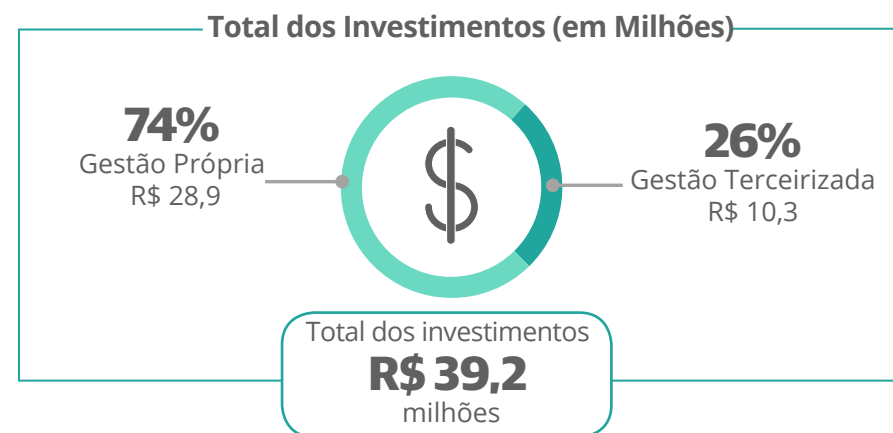 Total dos Investimentos (em Milhões)
74%
Gestão Própria
R$ 28,9
26%
Gestão Terceirizada
R$ 10,3
Total dos investimentos
R$ 39,2
milhões